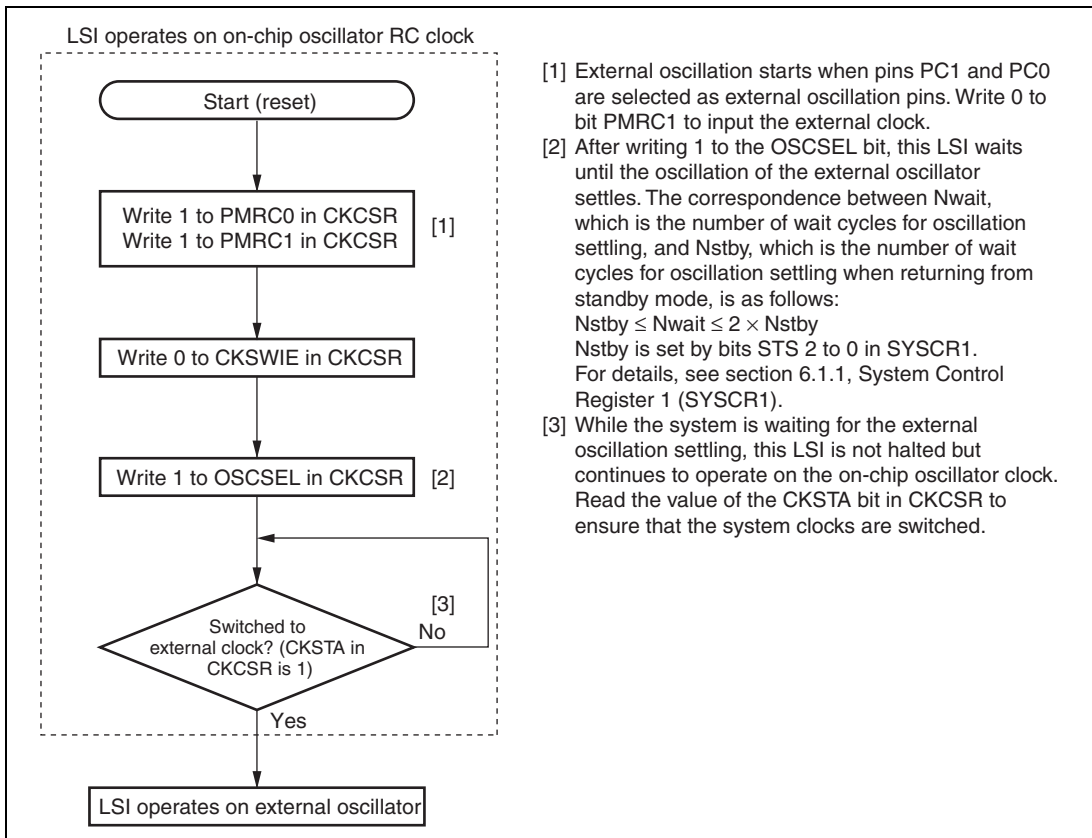 LSI operates on on-chip oscillator RC clock
Start (reset)
Write 1 to PMRC0 in CKCSR
Write 1 to PMRC1 in CKCSR
[1]
Write 0 to CKSWIE in CKCSR
Write 1 to OSCSEL in CKCSR
[2]
[3]
Switched to
external clock? (CKSTA in
CKCSR is 1)
No
Yes
LSI operates on external oscillator
[1] External oscillation starts when pins PC1 and PC0
are selected as external oscillation pins. Write 0 to
bit PMRC1 to input the external clock.
[2] After writing 1 to the OSCSEL bit, this LSI waits
until the oscillation of the external oscillator
settles. The correspondence between Nwait,
which is the number of wait cycles for oscillation
settling, and Nstby, which is the number of wait
cycles for oscillation settling when returning from
standby mode, is as follows:
Nstby ≤ Nwait ≤ 2 × Nstby
Nstby is set by bits STS 2 to 0 in SYSCR1.
For details, see section 6.1.1, System Control
Register 1 (SYSCR1).
[3] While the system is waiting for the external
oscillation settling, this LSI is not halted but
continues to operate on the on-chip oscillator clock.
Read the value of the CKSTA bit in CKCSR to
ensure that the system clocks are switched.